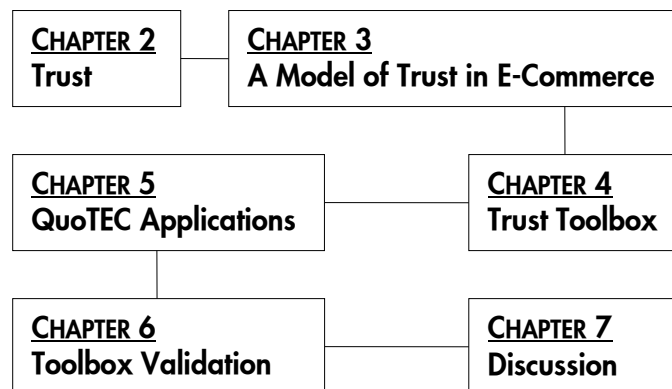 CHAPTER 2
Trust
CHAPTER 3
A Model of Trust in E-Commerce
CHAPTER 4
Trust Toolbox
CHAPTER 5
QuoTEC Applications
CHAPTER 6
Toolbox Validation
CHAPTER 7
Discussion